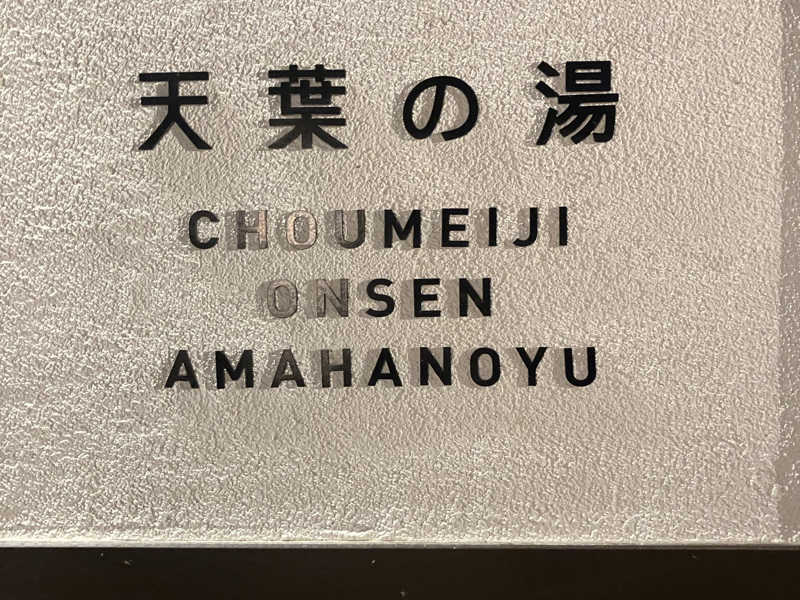 天葉の湯
CHOUMEIJI
ONSEN
AMAHANOYU